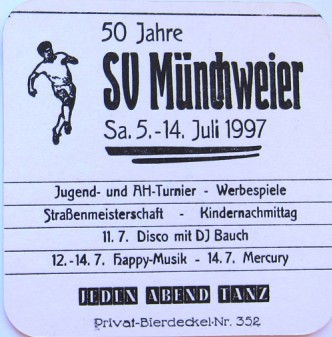 50 Jahre
SV Münchweier
Sa. 5.-14. Juli 1997
Jugend- und AH-Turnier - Werbespiele
Straßenmeisterschaft - Kindernachmittag
11. 7. Disco mit DJ Bauch
12.-14. 7. Happy-Musik - 14. 7. Mercury
JEDEN ABEND TANZ
Privat-Bierdeckel-Nr. 352